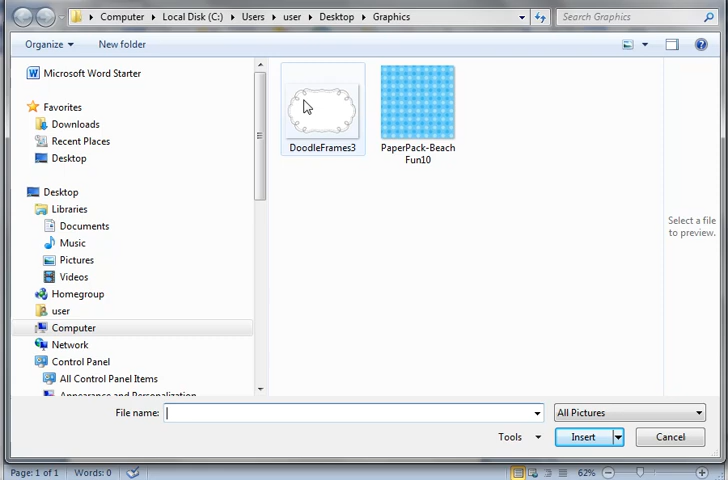 Computer Local Disk (C:) Users user Desktop Graphics Search Graphics
Organize New folder
Microsoft Word Starter
Favorites
Downloads
Recent Places
Desktop
Desktop
Libraries
Documents
Music
Pictures
Videos
Homegroup
user
Computer
Network
Control Panel
All Control Panel Items
Appearance and Personalization
DoodleFrames3
PaperPack-Beach
Fun10
Select a file
to preview.
File name: All Pictures
Tools Insert Cancel
Page: 1 of 1 Words: 0 62%